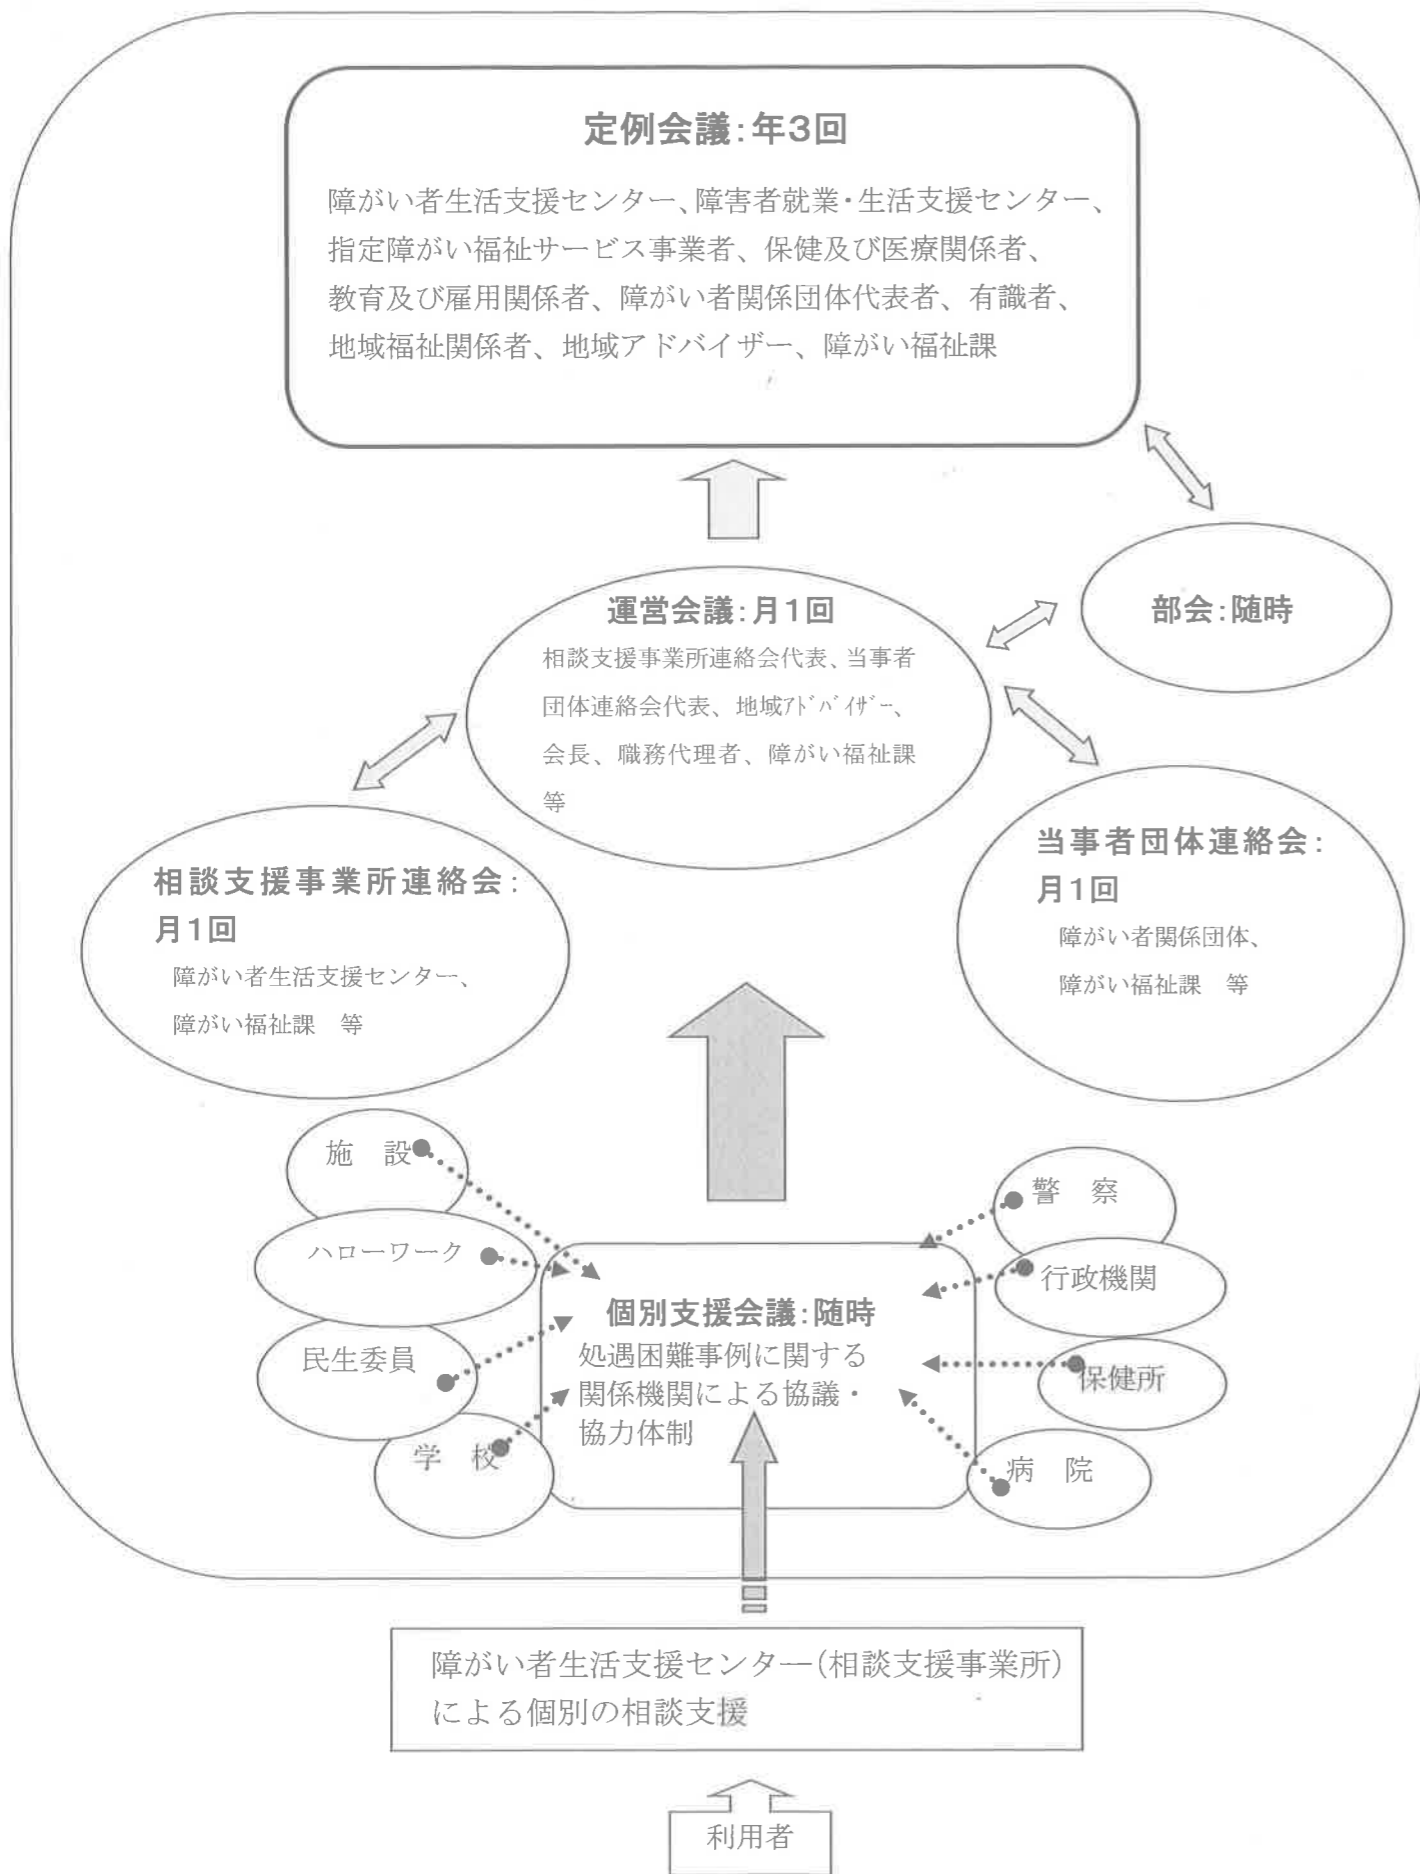 定例会議：年3回
障がい者生活支援センター、障害者就業・生活支援センター、
指定障がい福祉サービス事業者、保健及び医療関係者、
教育及び雇用関係者、障がい者関係団体代表者、有識者、
地域福祉関係者、地域アドバイザー、障がい福祉課
部会：随時
運営会議：月1回
相談支援事業所連絡会代表、当事者
団体連絡会代表、地域ｱﾄﾞﾊﾞｲｻﾞｰ、
会長、職務代理者、障がい福祉課
等
相談支援事業所連絡会：
月1回
障がい者生活支援センター、
障がい福祉課　等
当事者団体連絡会：
月1回
障がい者関係団体、
障がい福祉課　等
施　設
ハローワーク
民生委員
学　校
警　察
行政機関
保健所
病　院
個別支援会議：随時
処遇困難事例に関する
関係機関による協議・
協力体制
障がい者生活支援センター（相談支援事業所）
による個別の相談支援
利用者